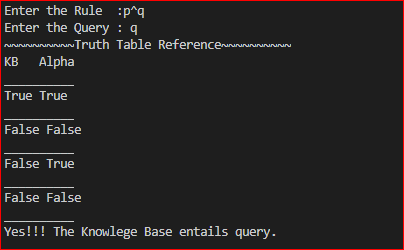 Enter the Rule  :p^q
Enter the Query : q
~~~~~~~~~~Truth Table Reference~~~~~~~~~~
KB   Alpha
__________
True True
__________
False False
__________
False True
__________
False False
__________
Yes!!! The Knowlege Base entails query.